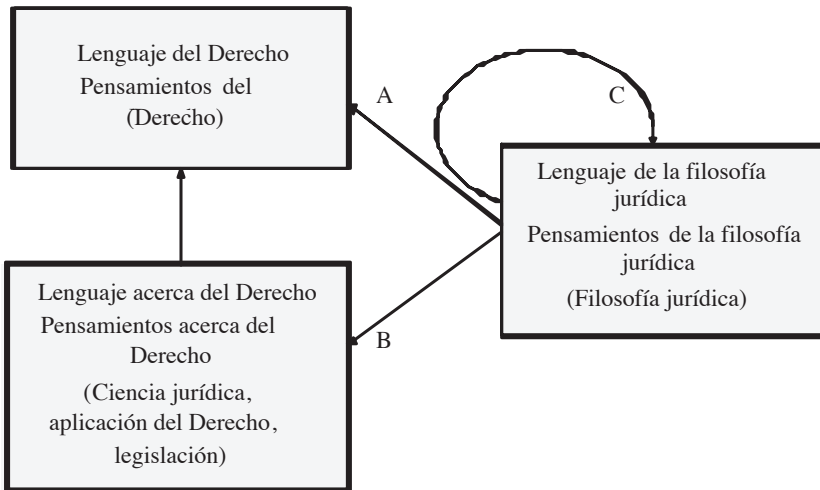 Lenguaje del Derecho
Pensamientos del
(Derecho)
A
C
Lenguaje de la filosofía
jurídica
Pensamientos de la filosofía
jurídica
(Filosofía jurídica)
Lenguaje acerca del Derecho
Pensamientos acerca del
Derecho
(Ciencia jurídica,
aplicación del Derecho,
legislación)
B